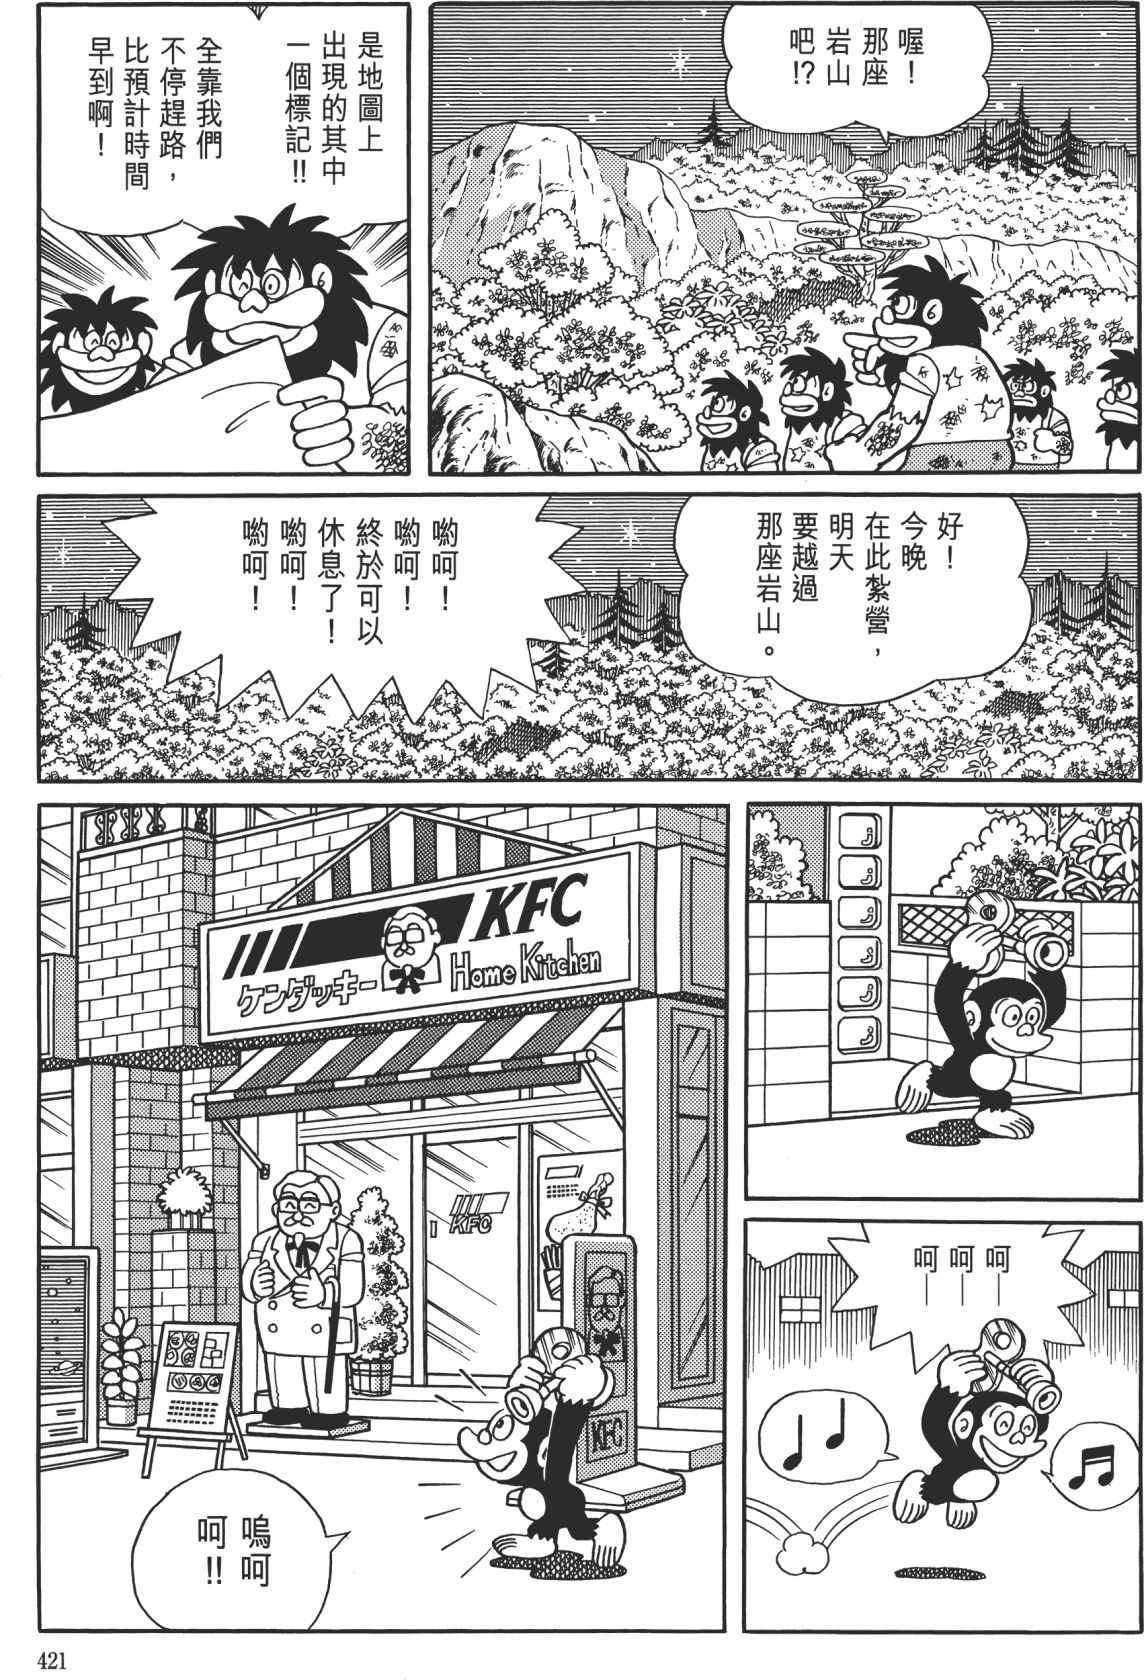 喔！
那座
岩山
吧!?
是地圖上
出現的其中
一個標記!!
全靠我們
不停趕路，
比預計時間
早到啊！
好！
今晚
在此紮營，
明天
要越過
那座岩山。
喲呵！
喲呵！
終於可以
休息了！
喲呵！
喲呵！
呵｜
呵｜
呵｜
KFC
ケンダッキー
Home Kitchen
KFC
KFC
嗚呵
呵!!
421